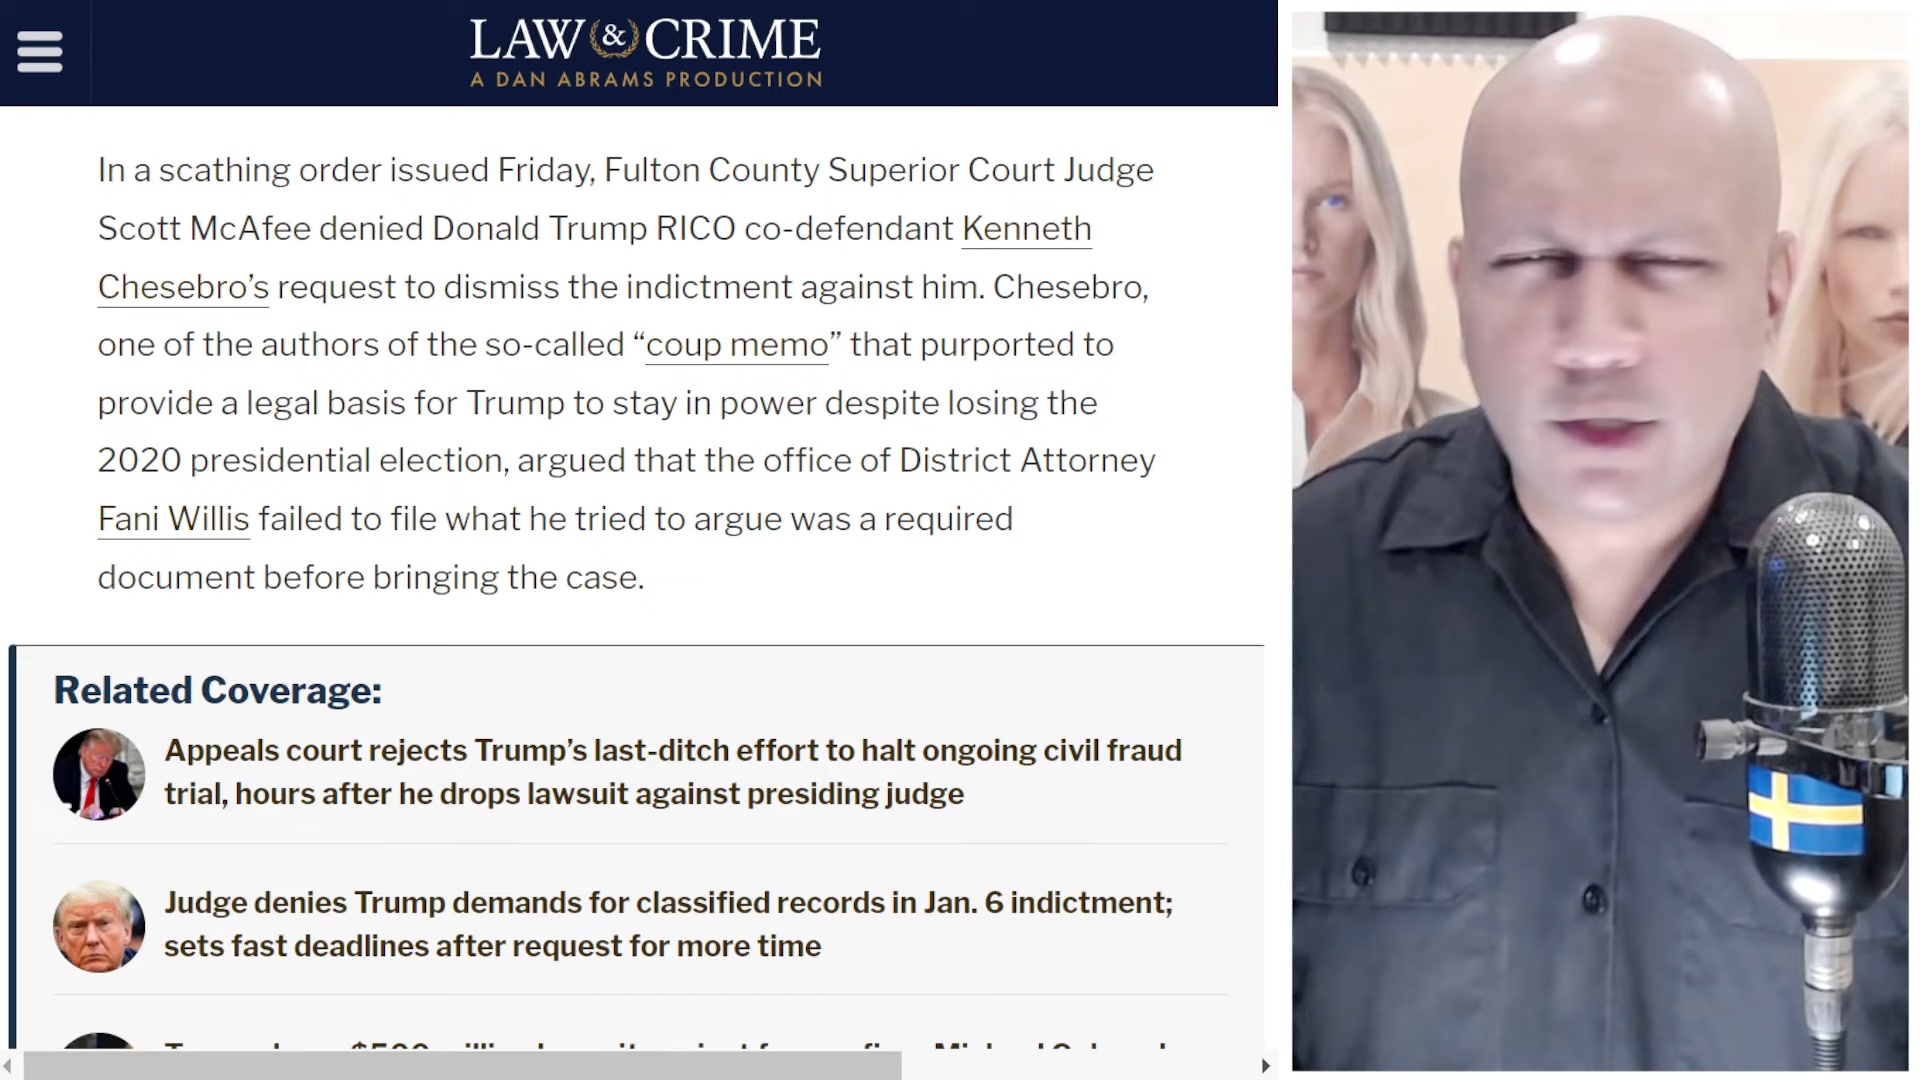 LAW & CRIME
A DAN ABRAMS PRODUCTION
In a scathing order issued Friday, Fulton County Superior Court Judge
Scott McAfee denied Donald Trump RICO co-defendant Kenneth
Chesebro’s request to dismiss the indictment against him. Chesebro,
one of the authors of the so-called “coup memo” that purported to
provide a legal basis for Trump to stay in power despite losing the
2020 presidential election, argued that the office of District Attorney
Fani Willis failed to file what he tried to argue was a required
document before bringing the case.
Related Coverage:
Appeals court rejects Trump’s last-ditch effort to halt ongoing civil fraud
trial, hours after he drops lawsuit against presiding judge
Judge denies Trump demands for classified records in Jan. 6 indictment;
sets fast deadlines after request for more time